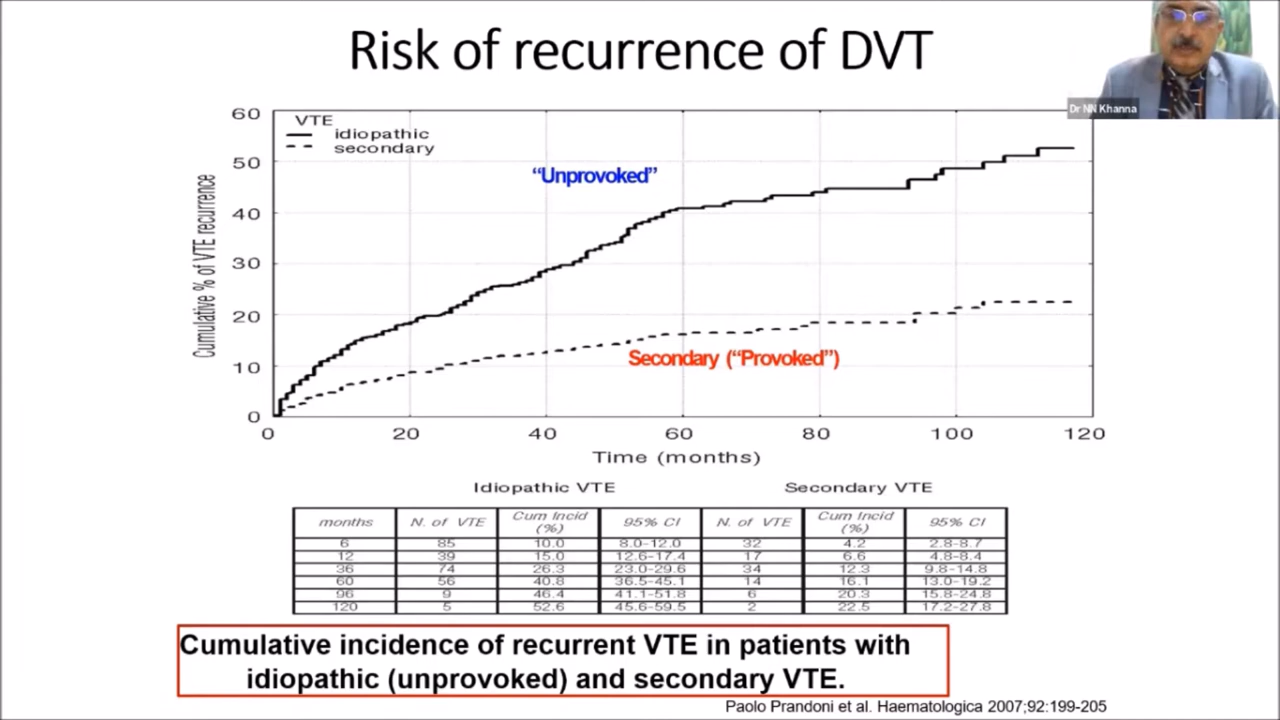 Risk of recurrence of DVT
Dr NN Khanna
VTE
idiopathic
secondary
"Unprovoked"
Secondary ("Provoked")
Cumulative % of VTE recurrence
60
50
40
30
20
10
0
0 20 40 60 80 100 120
Time (months)
Idiopathic VTE Secondary VTE
months N. of VTE Cum Incid (%) 95% CI N. of VTE Cum Incid (%) 95% CI
6 85 10.0 8.0-12.0 32 4.2 2.8-8.7
12 39 15.0 12.6-17.4 17 6.6 4.8-8.4
36 74 26.3 23.0-29.6 34 12.3 9.8-14.8
60 56 40.8 36.5-45.1 14 16.1 13.0-19.2
96 9 46.4 41.1-51.8 6 20.3 15.8-24.8
120 5 52.6 45.6-59.5 2 22.5 17.2-27.8
Cumulative incidence of recurrent VTE in patients with
idiopathic (unprovoked) and secondary VTE.
Paolo Prandoni et al. Haematologica 2007;92:199-205